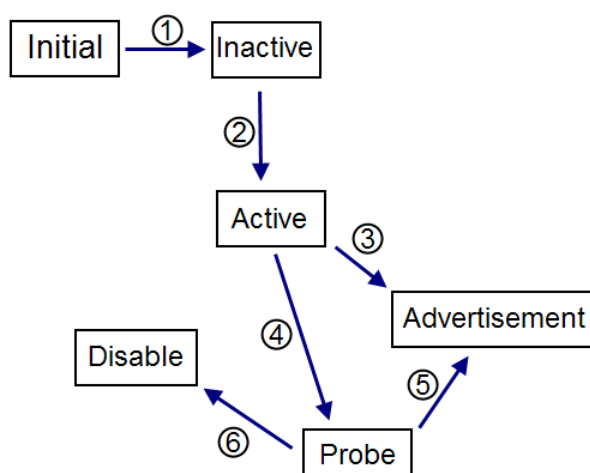 Initial
①
Inactive
②
Active
③
Advertisement
④
Disable
⑤
⑥
Probe